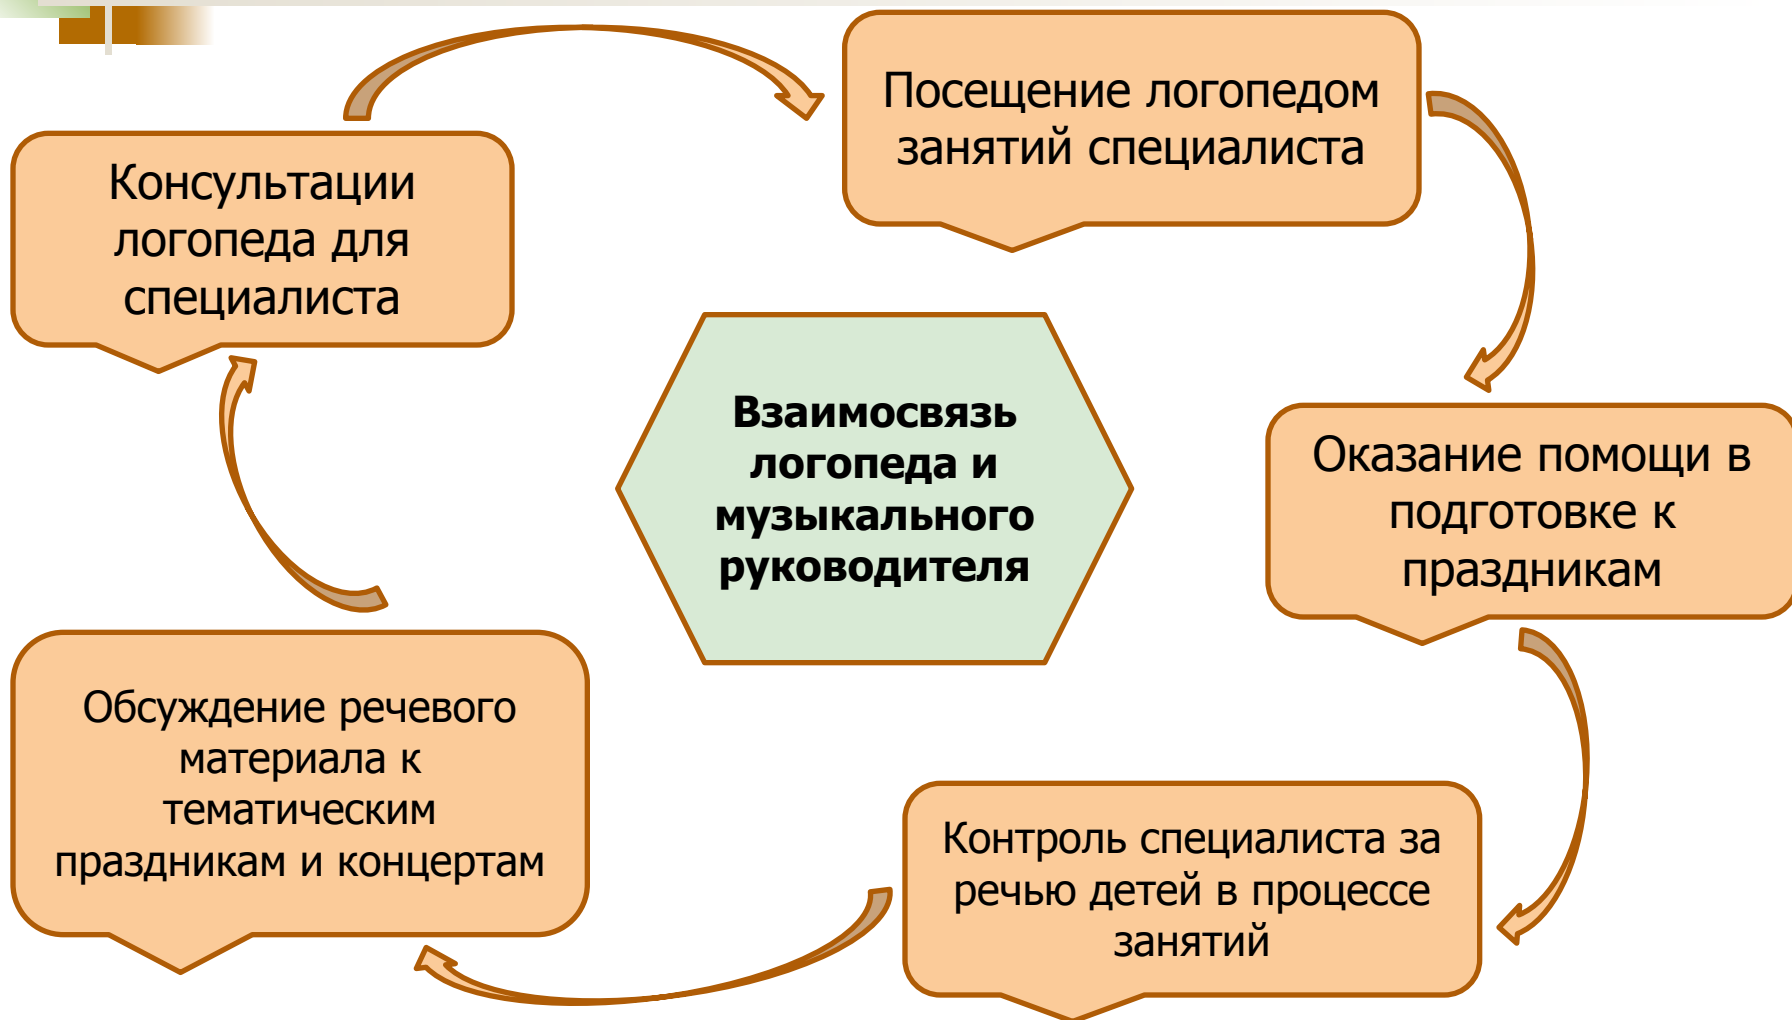 Посещение логопедом
занятий специалиста
Консультации
логопеда для
специалиста
Взаимосвязь
логопеда и
музыкального
руководителя
Оказание помощи в
подготовке к
праздникам
Обсуждение речевого
материала к
тематическим
праздникам и концертам
Контроль специалиста за
речью детей в процессе
занятий